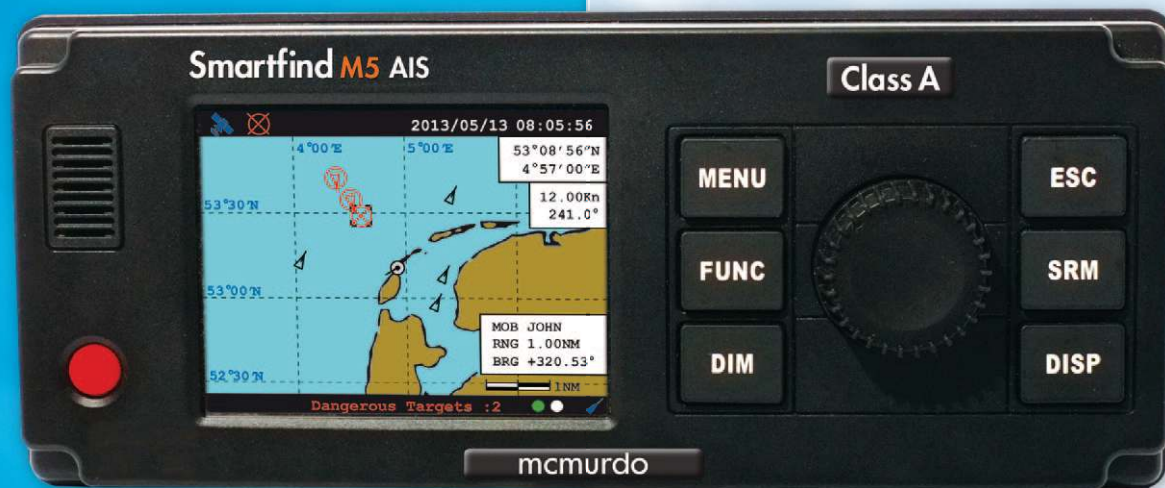 Smartfind M5 AIS
Class A
2013/05/13 08:05:56
4°00'E
5°00'E
53°08'56"N
4°57'00"E
12.00Kn
241.0°
53°30'N
53°00'N
52°30'N
MOB JOHN
RNG 1.00NM
BRG +320.53°
1NM
Dangerous Targets :2
MENU
FUNC
DIM
ESC
SRM
DISP
mcmurdo